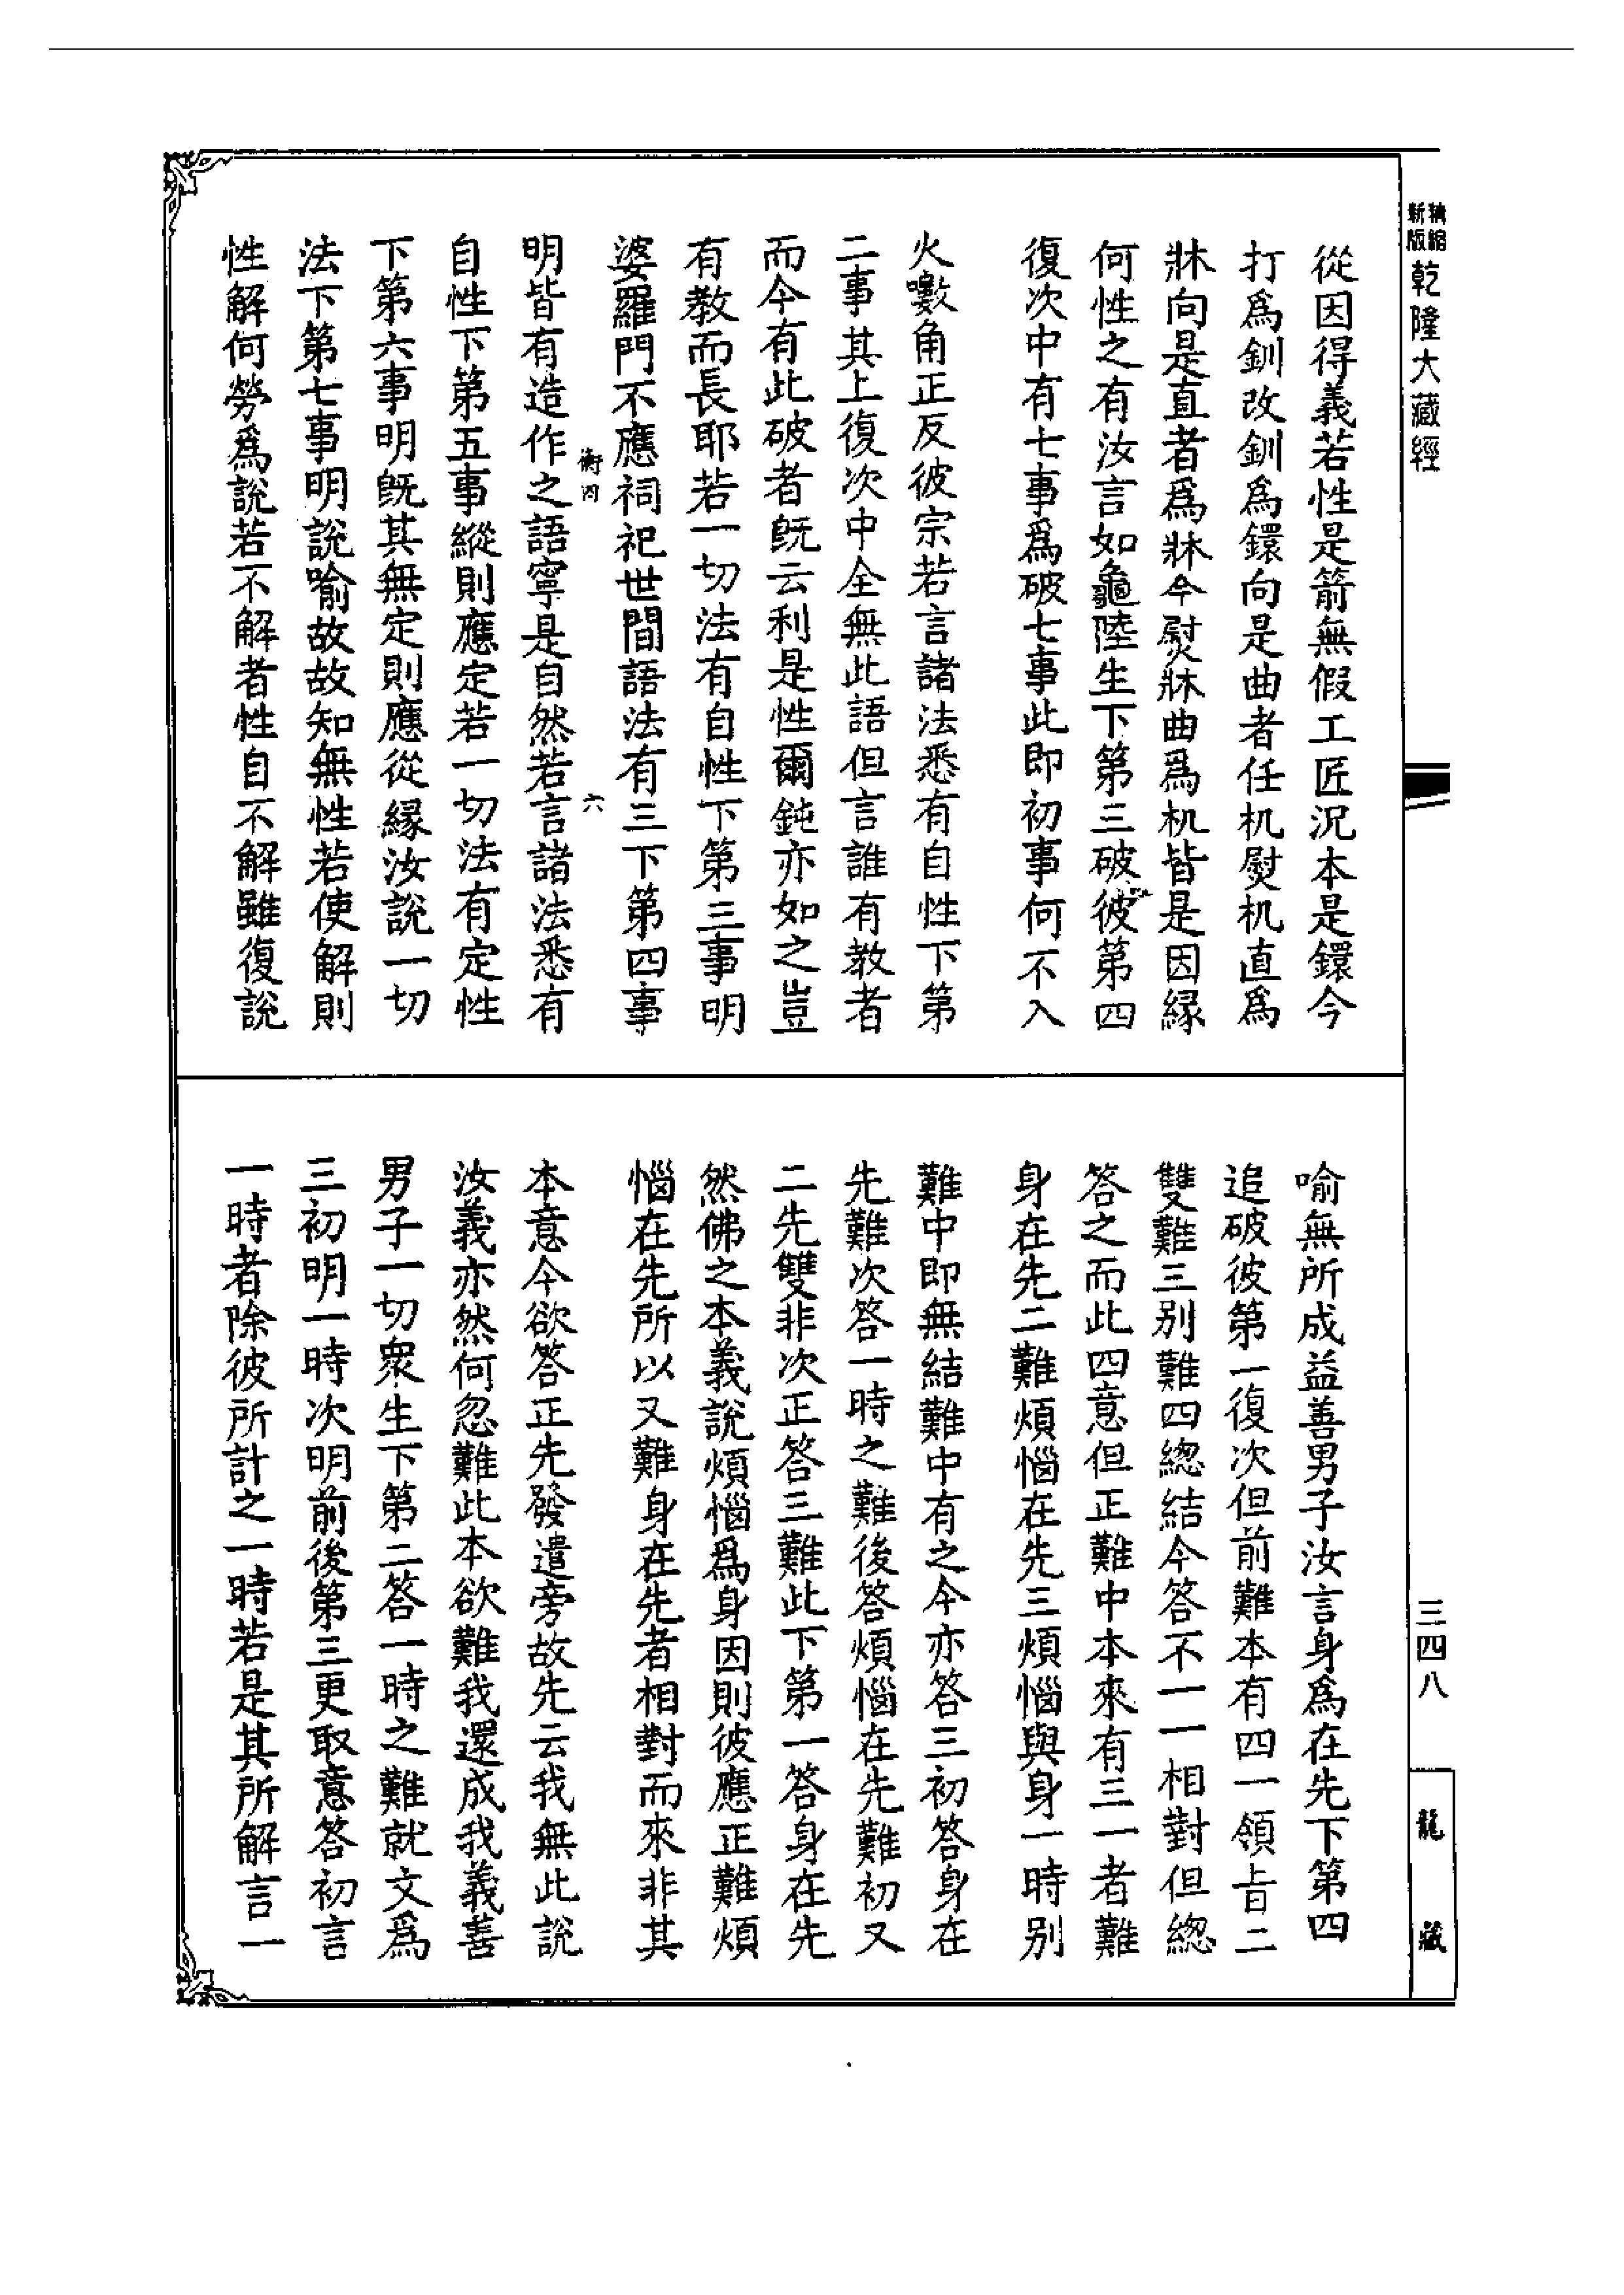 精縮新版乾隆大藏經
從因得義若性是箭無假工匠況本是鐶今
打為釧改釧為鐶向是曲者任机熨机直為
牀向是直者為牀今熨牀曲為机皆是因緣
何性之有汝言如龜陸生下第三破彼第四
復次中有七事為破七事此即初事何不入
火㘑角正反彼宗若言諸法悉有自性下第
二事其上復次中全無此語但言誰有教者
而今有此破者既云利是性爾鈍亦如之豈
有教而長耶若一切法有自性下第三事明
婆羅門不應祠祀世間語法有三下第四事
衡四 六
明皆有造作之語寧是自然若言諸法悉有
自性下第五事縱則應定若一切法有定性
下第六事明既其無定則應從緣汝說一切
法下第七事明說喻故故知無性若使解則
性解何勞為說若不解者性自不解雖復說
喻無所成益善男子汝言身為在先下第四
追破彼第一復次但前難本有四一領旨二
雙難三別難四總結今答不一一相對但總
答之而此四意但正難中本來有三一者難
身在先二難煩惱在先三煩惱與身一時別
難中即無結難中有之今亦答三初答身在
先難次答一時之難後答煩惱在先難初又
二先雙非次正答三難此下第一答身在先
然佛之本義說煩惱為身因則彼應正難煩
惱在先所以又難身在先者相對而來非其
本意今欲答正先發遣旁故先云我無此說
汝義亦然何忽難此本欲難我還成我義善
男子一切眾生下第二答一時之難就文為
三初明一時次明前後第三更取意答初言
一時者除彼所計之一時若是其所解言一
三四八
龍藏